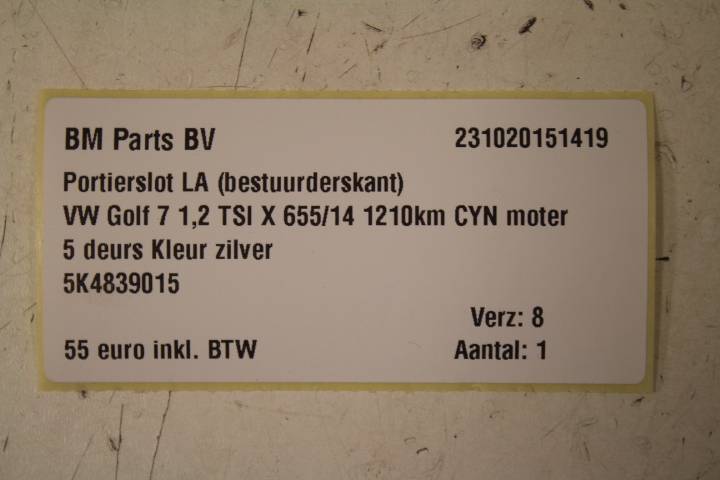 BM Parts BV 231020151419
Portierslot LA (bestuurderskant)
VW Golf 7 1,2 TSI X 655/14 1210km CYN moter
5 deurs Kleur zilver
5K4839015
Verz: 8
55 euro inkl. BTW Aantal: 1